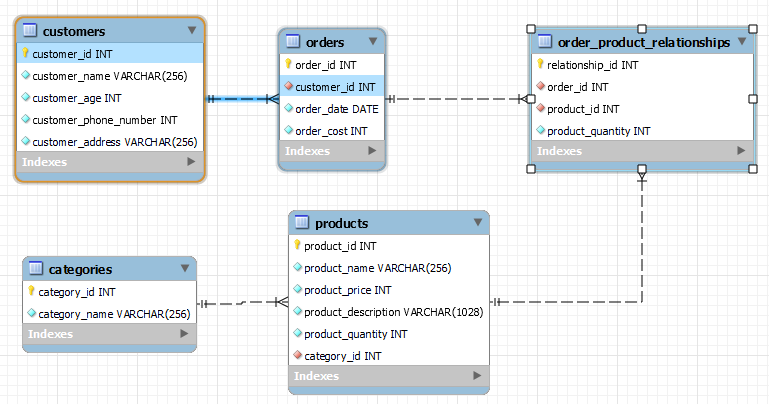 customers
customer_id INT
customer_name VARCHAR(256)
customer_age INT
customer_phone_number INT
customer_address VARCHAR(256)
Indexes
orders
order_id INT
customer_id INT
order_date DATE
order_cost INT
Indexes
order_product_relationships
relationship_id INT
order_id INT
product_id INT
product_quantity INT
Indexes
categories
category_id INT
category_name VARCHAR(256)
Indexes
products
product_id INT
product_name VARCHAR(256)
product_price INT
product_description VARCHAR(1028)
product_quantity INT
category_id INT
Indexes